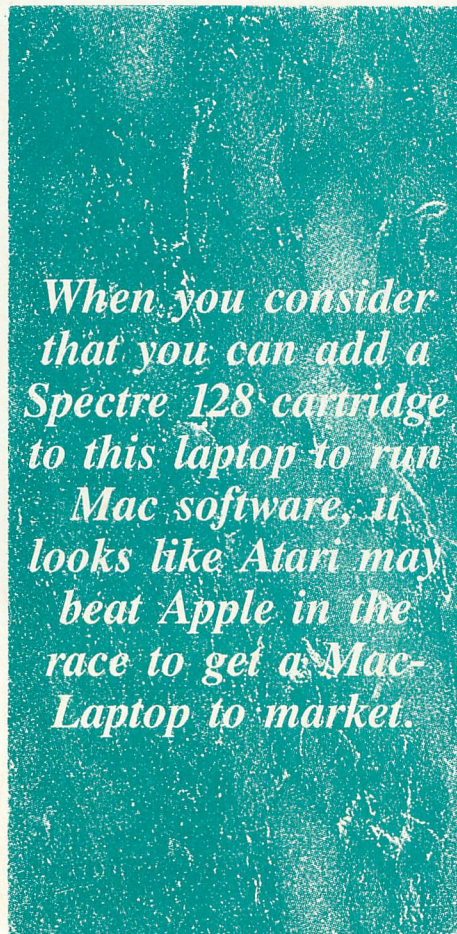 When you consider
that you can add a
Spectre 128 cartridge
to this laptop to run
Mac software, it
looks like Atari may
beat Apple in the
race to get a Mac-
Laptop to market.